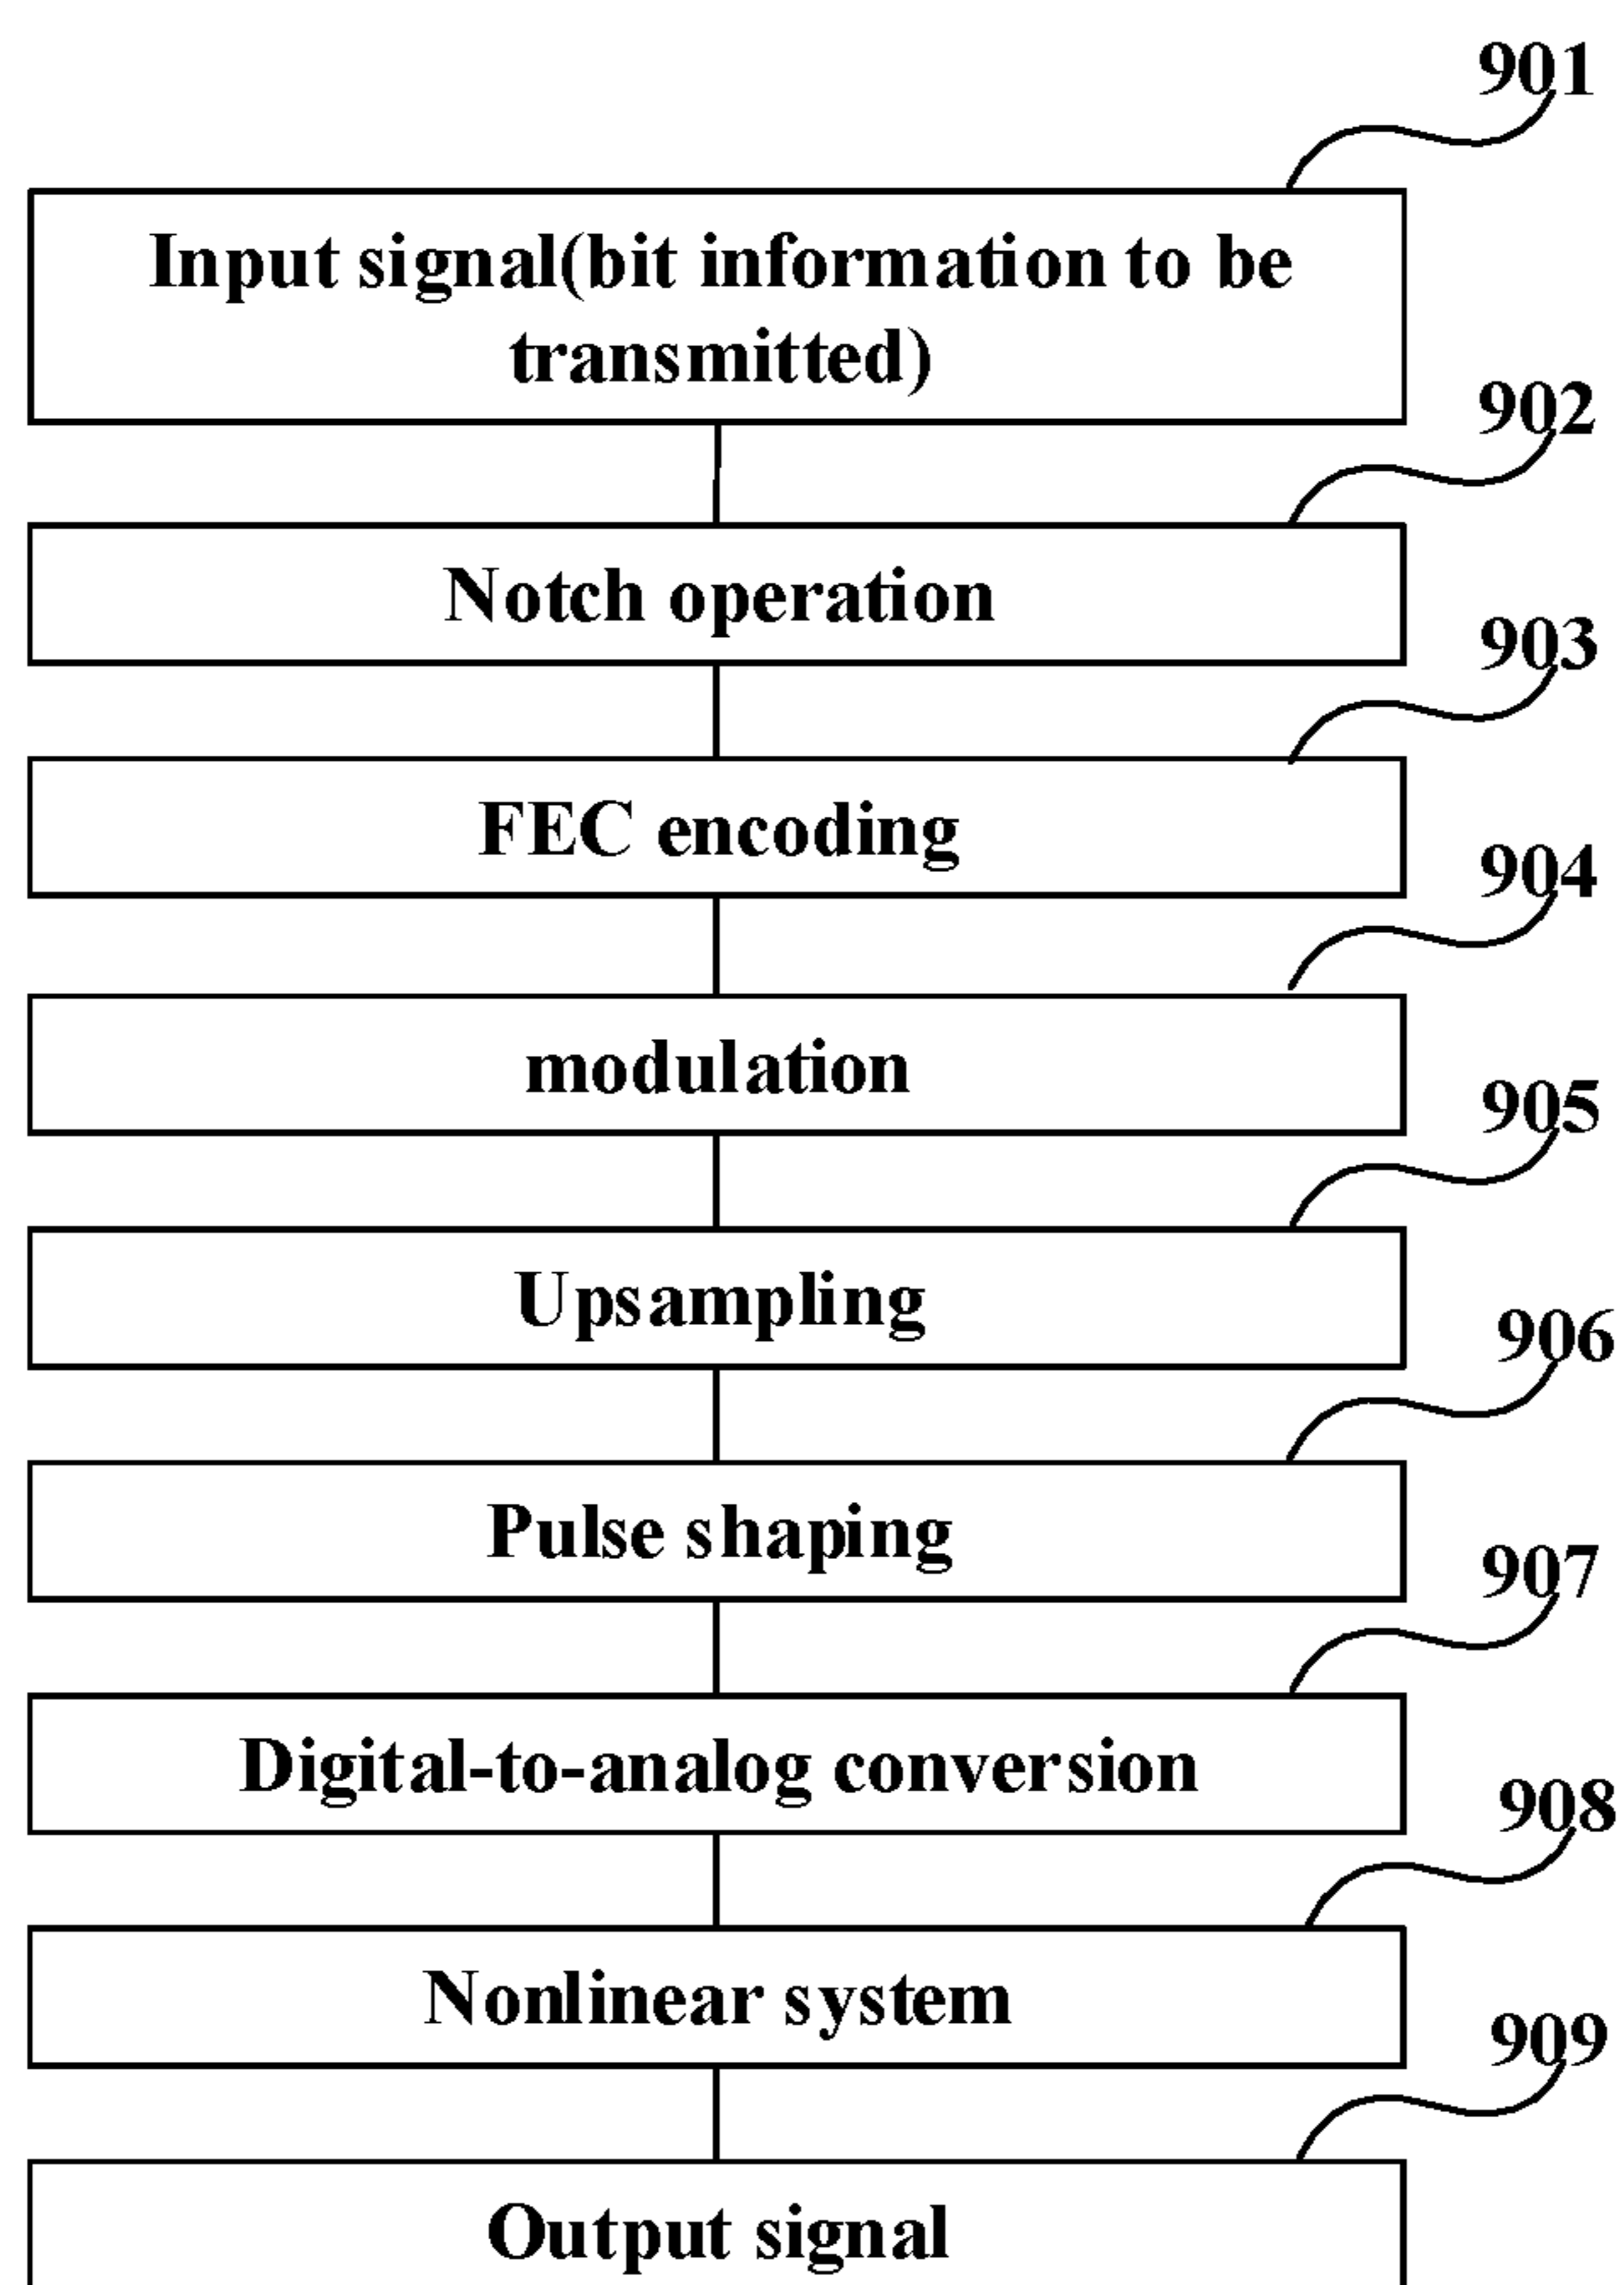 901
Input signal(bit information to be
transmitted)
902
Notch operation
903
FEC encoding
904
modulation
905
Upsampling
906
Pulse shaping
907
Digital-to-analog conversion
908
Nonlinear system
909
Output signal